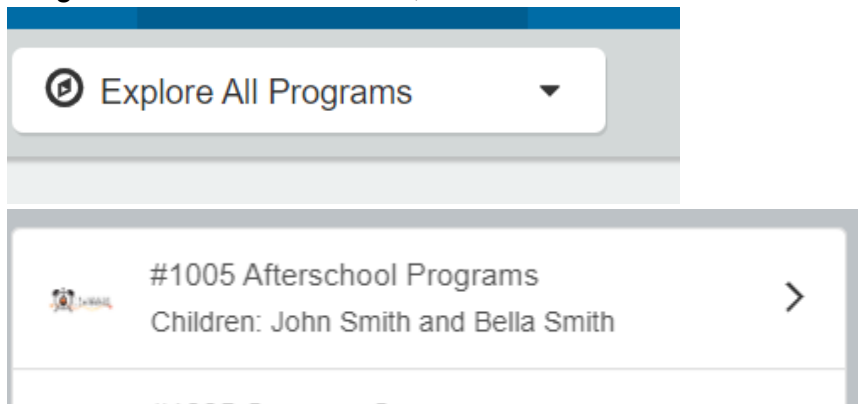 Explore All Programs
#1005 Afterschool Programs
Children: John Smith and Bella Smith